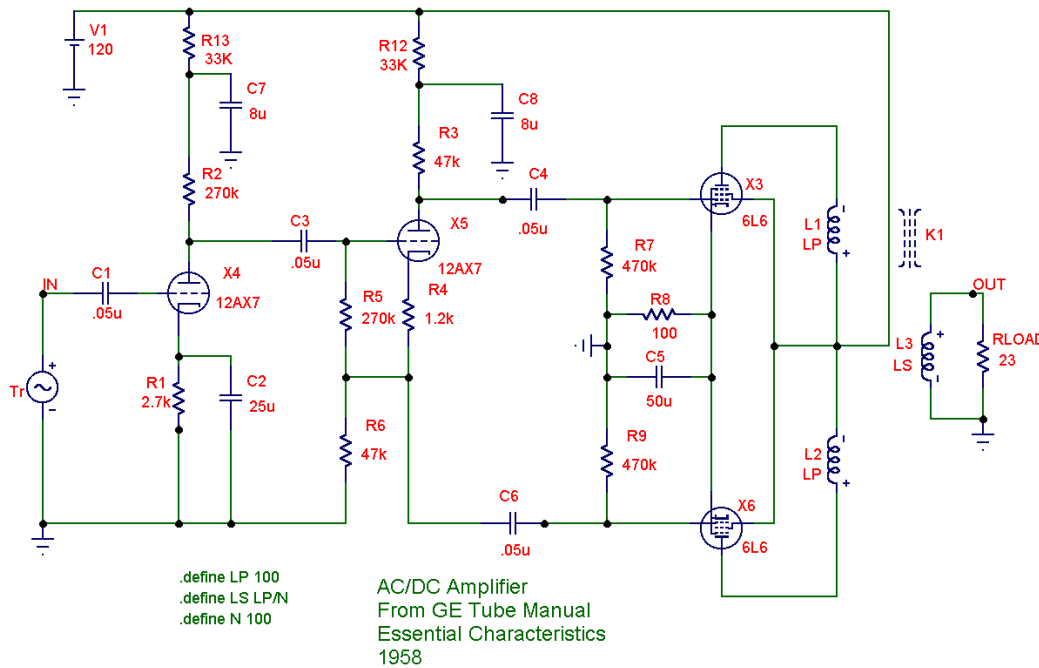 V1
120
R13
33K
C7
8u
R2
270k
R12
33K
C8
8u
R3
47k
C4
.05u
X3
6L6
L1
LP
K1
C3
.05u
X5
12AX7
IN
C1
.05u
X4
12AX7
R5
270k
R4
1.2k
R7
470k
R8
100
C5
50u
OUT
L3
LS
RLOAD
23
Tr
R1
2.7k
C2
25u
R6
47k
R9
470k
L2
LP
C6
.05u
X6
6L6
.define LP 100
.define LS LP/N
.define N 100
AC/DC Amplifier
From GE Tube Manual
Essential Characteristics
1958